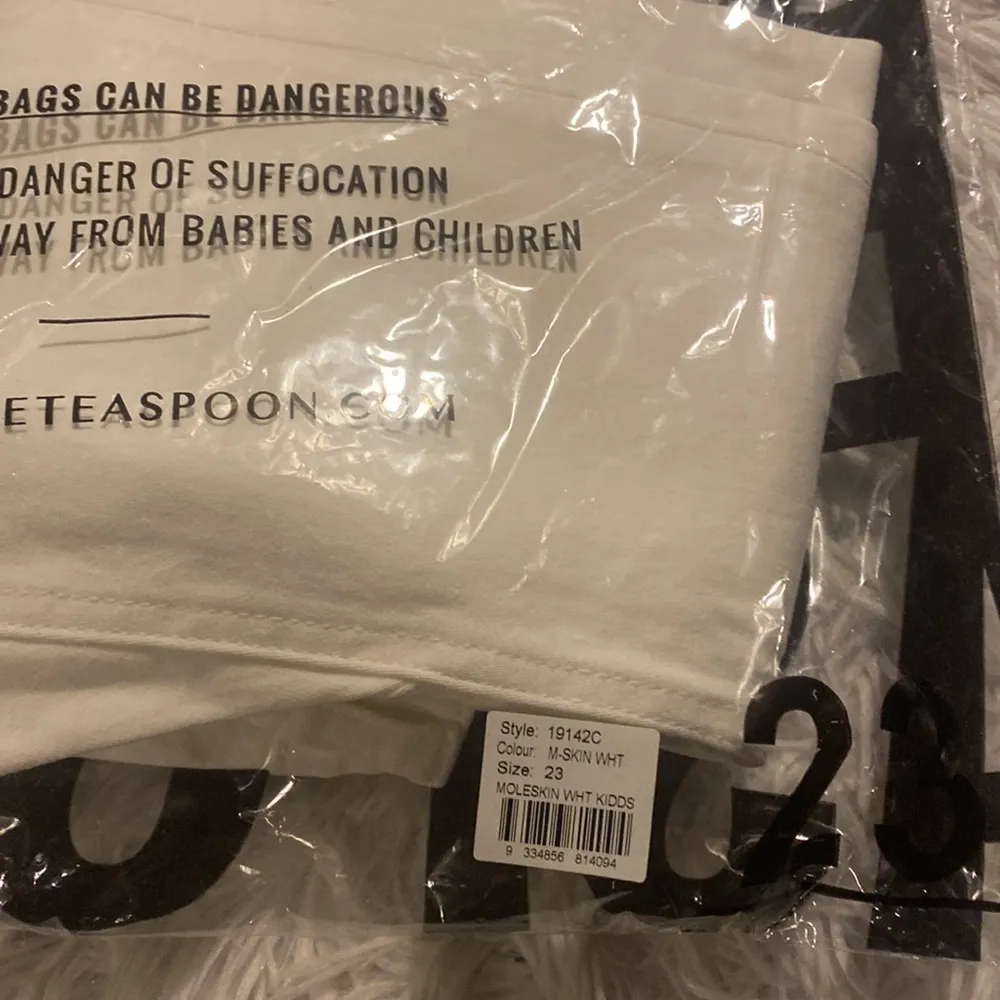 BAGS CAN BE DANGEROUS
DANGER OF SUFFOCATION
WAY FROM BABIES AND CHILDREN
ETEASPOON.COM
Style: 19142C
Colour: M-SKIN WHT
Size: 23
MOLESKIN WHT KIDDS
9 334856 814094
23